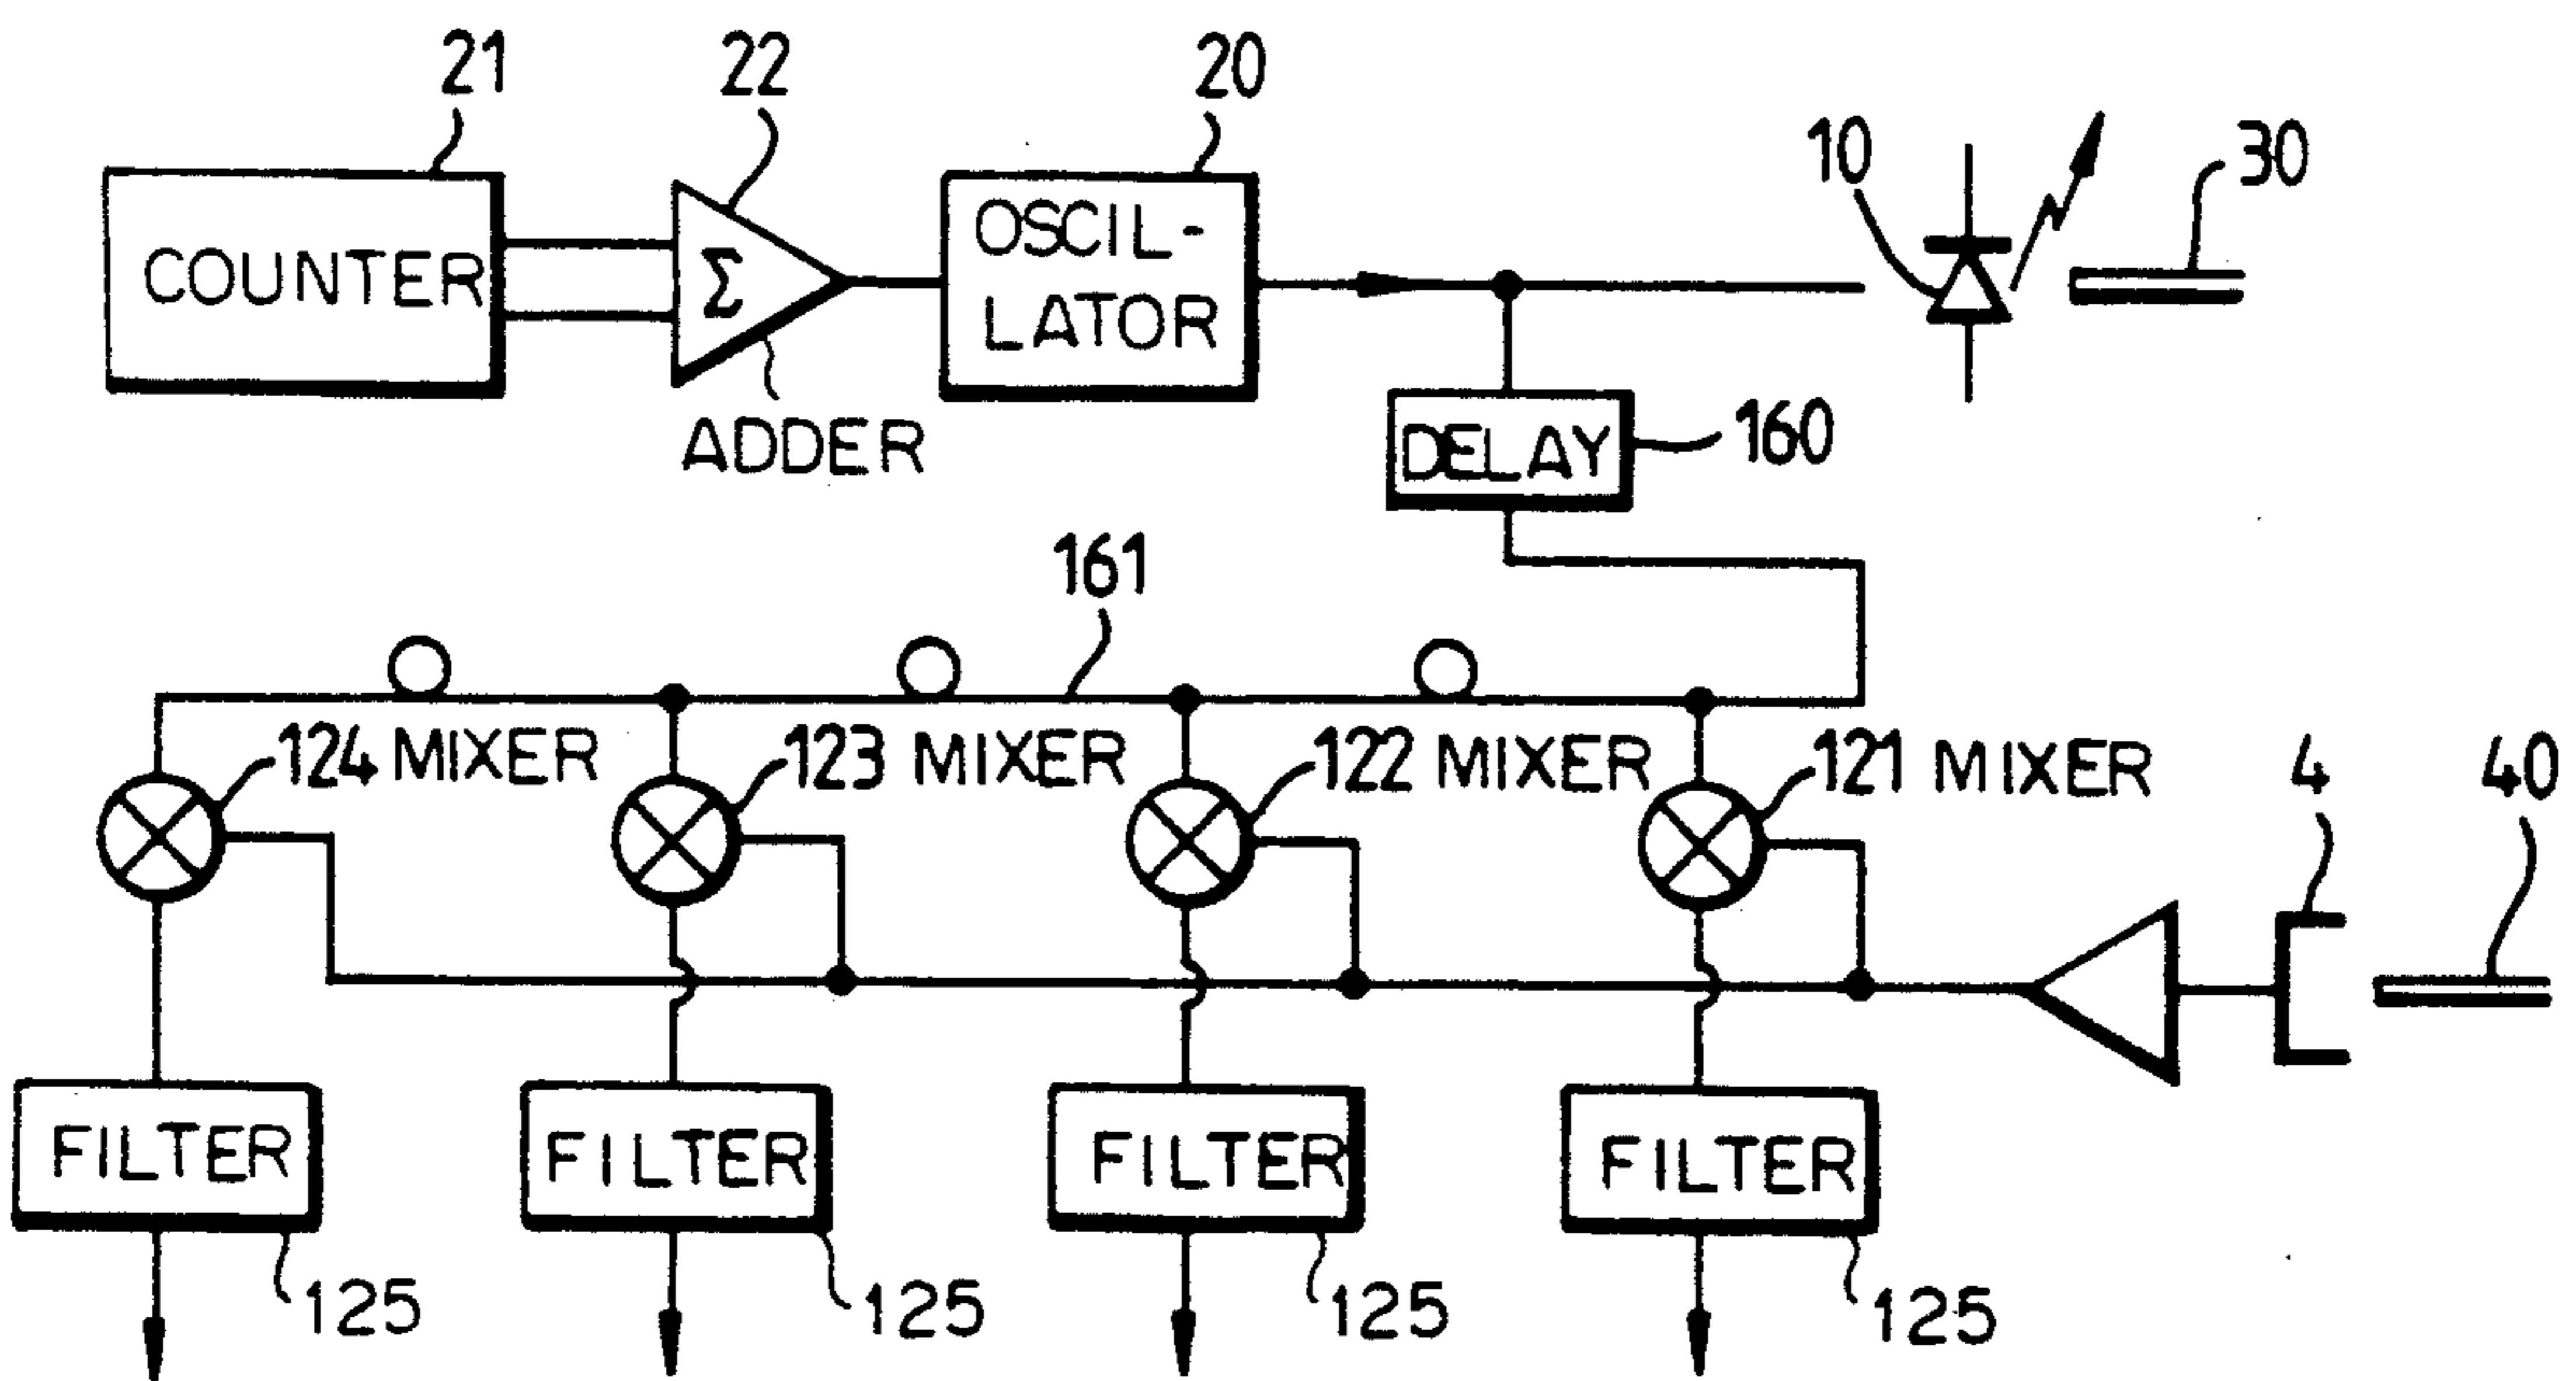 21
22
20
10
30
COUNTER
Σ
OSCIL-
LATOR
ADDER
DELAY
160
161
124 MIXER
123 MIXER
122 MIXER
121 MIXER
4
40
FILTER
FILTER
FILTER
FILTER
125
125
125
125